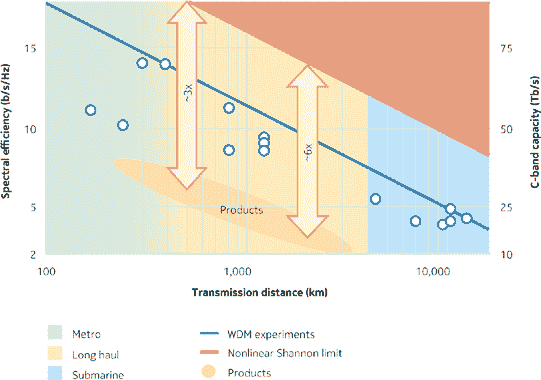 Spectral efficiency (b/s/Hz)
15
10
5
2
~3x
~6x
Products
75
50
25
10
C-band capacity (Tb/s)
100
1,000
10,000
Transmission distance (km)
Metro
Long haul
Submarine
WDM experiments
Nonlinear Shannon limit
Products